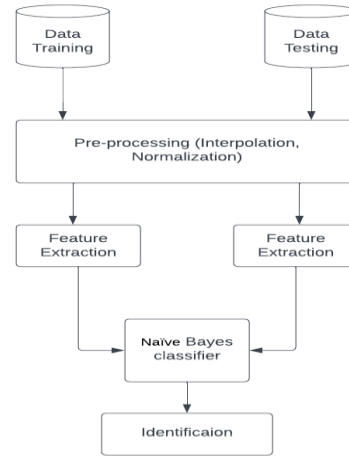 Data
Training
Data
Testing
Pre-processing (Interpolation,
Normalization)
Feature
Extraction
Feature
Extraction
Naïve Bayes
classifier
Identificaion